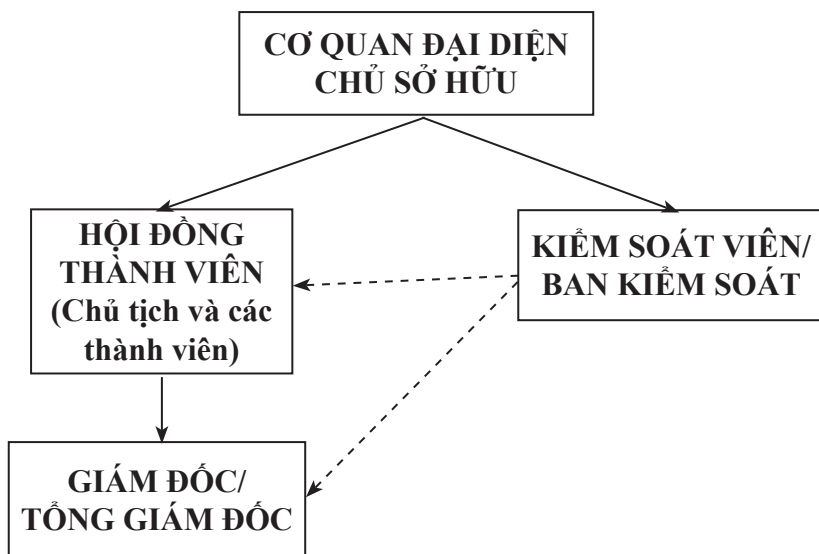 CƠ QUAN ĐẠI DIỆN
CHỦ SỞ HỮU
HỘI ĐỒNG
THÀNH VIÊN
(Chủ tịch và các
thành viên)
KIỂM SOÁT VIÊN/
BAN KIỂM SOÁT
GIÁM ĐỐC/
TỔNG GIÁM ĐỐC